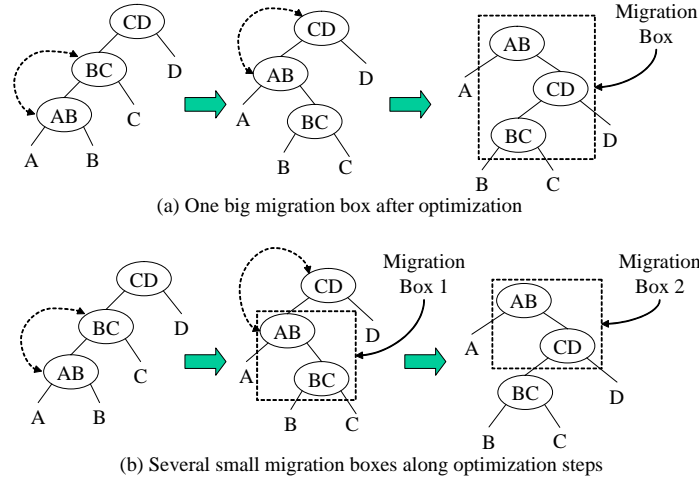 CD
BC
D
AB
C
A
B
CD
AB
D
A
BC
B
C
Migration
Box
AB
A
CD
BC
D
B
C
(a) One big migration box after optimization
CD
BC
D
AB
C
A
B
Migration
Box 1
CD
AB
D
A
BC
B
C
Migration
Box 2
AB
A
CD
BC
D
B
C
(b) Several small migration boxes along optimization steps